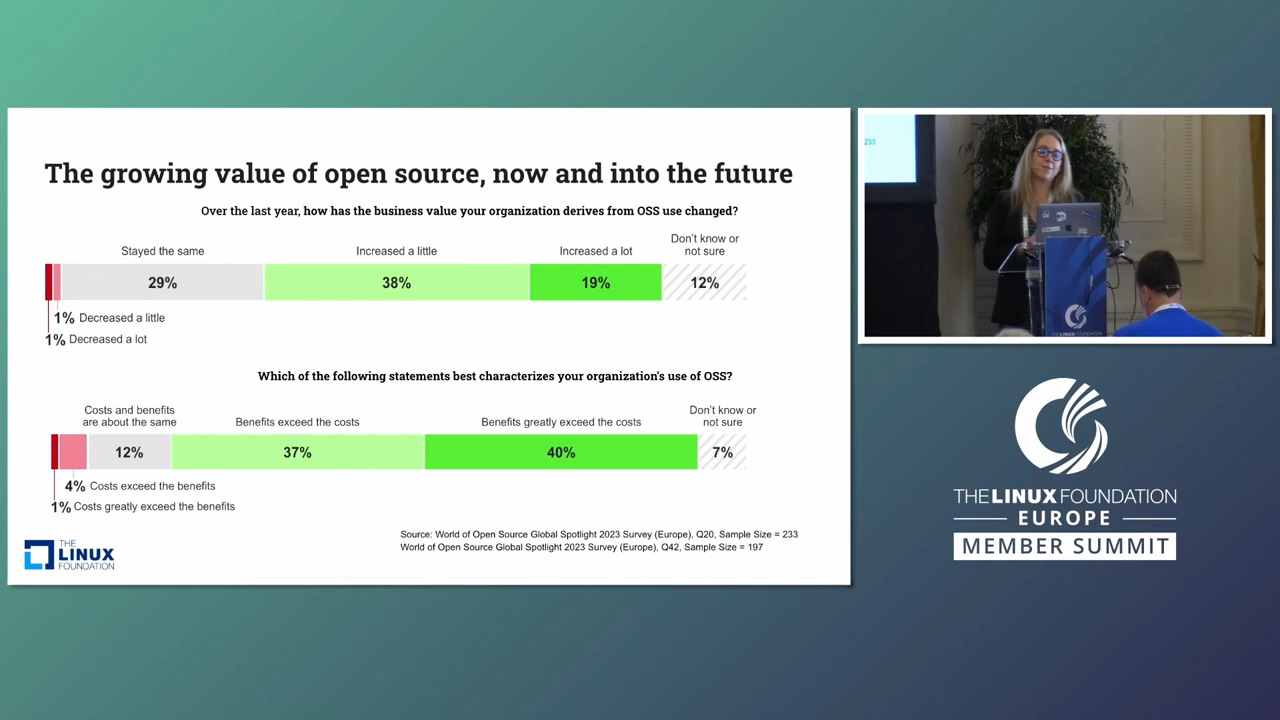 The growing value of open source, now and into the future
Over the last year, how has the business value your organization derives from OSS use changed?
Stayed the same
Increased a little
Increased a lot
Don't know or
not sure
29%
38%
19%
12%
1% Decreased a little
1% Decreased a lot
Which of the following statements best characterizes your organization's use of OSS?
Costs and benefits
are about the same
Benefits exceed the costs
Benefits greatly exceed the costs
Don't know or
not sure
12%
37%
40%
7%
4% Costs exceed the benefits
1% Costs greatly exceed the benefits
Source: World of Open Source Global Spotlight 2023 Survey (Europe), Q20, Sample Size = 233
World of Open Source Global Spotlight 2023 Survey (Europe), Q42, Sample Size = 197
THE
LINUX
FOUNDATION
233
THE LINUX FOUNDATION
THE LINUX FOUNDATION
EUROPE
MEMBER SUMMIT